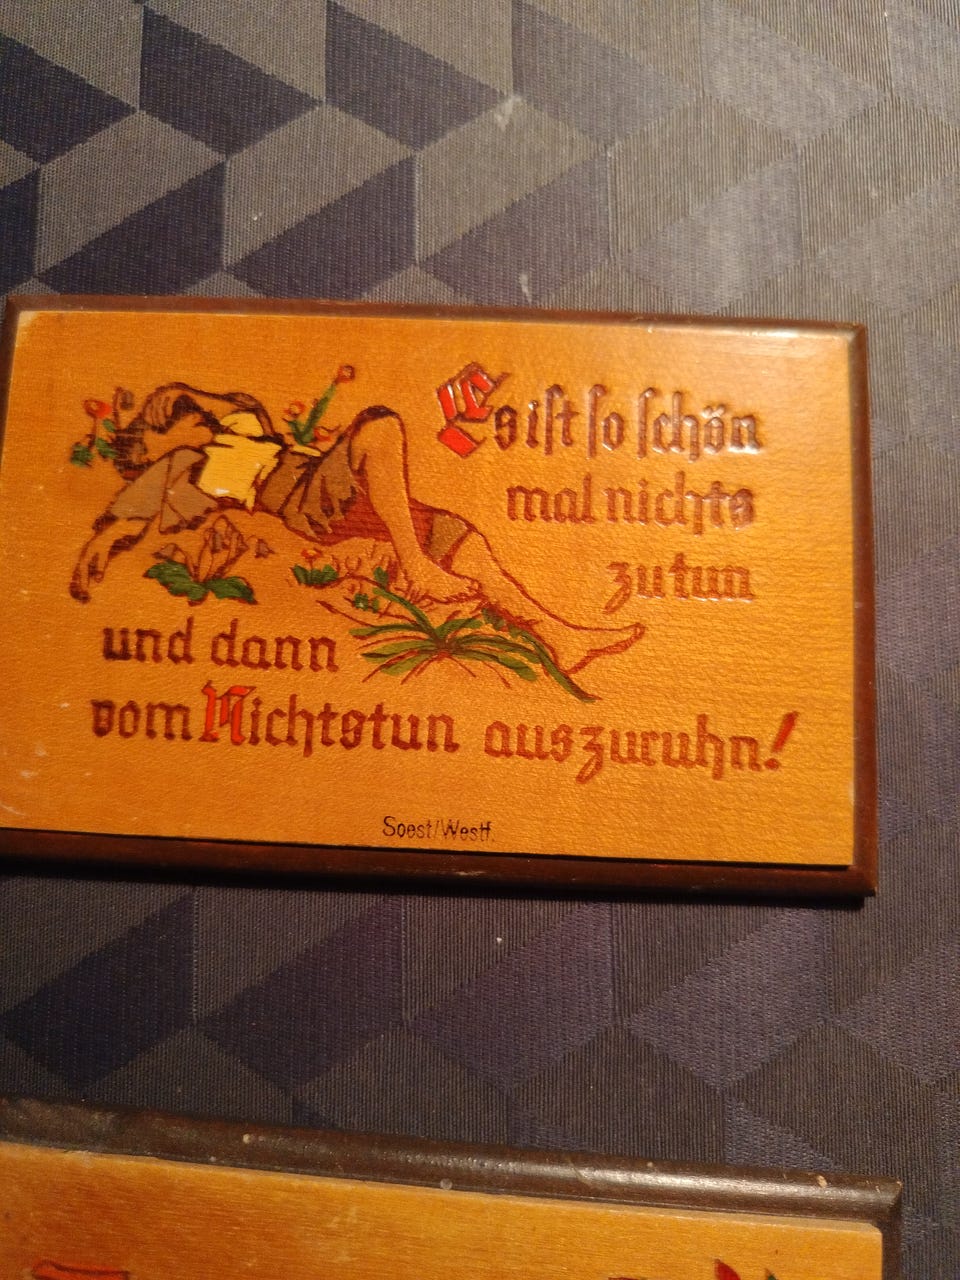 Es ist so schön
mal nichts
zu tun
und dann
vom Nichtstun auszuruhn!
Soest/Westf.